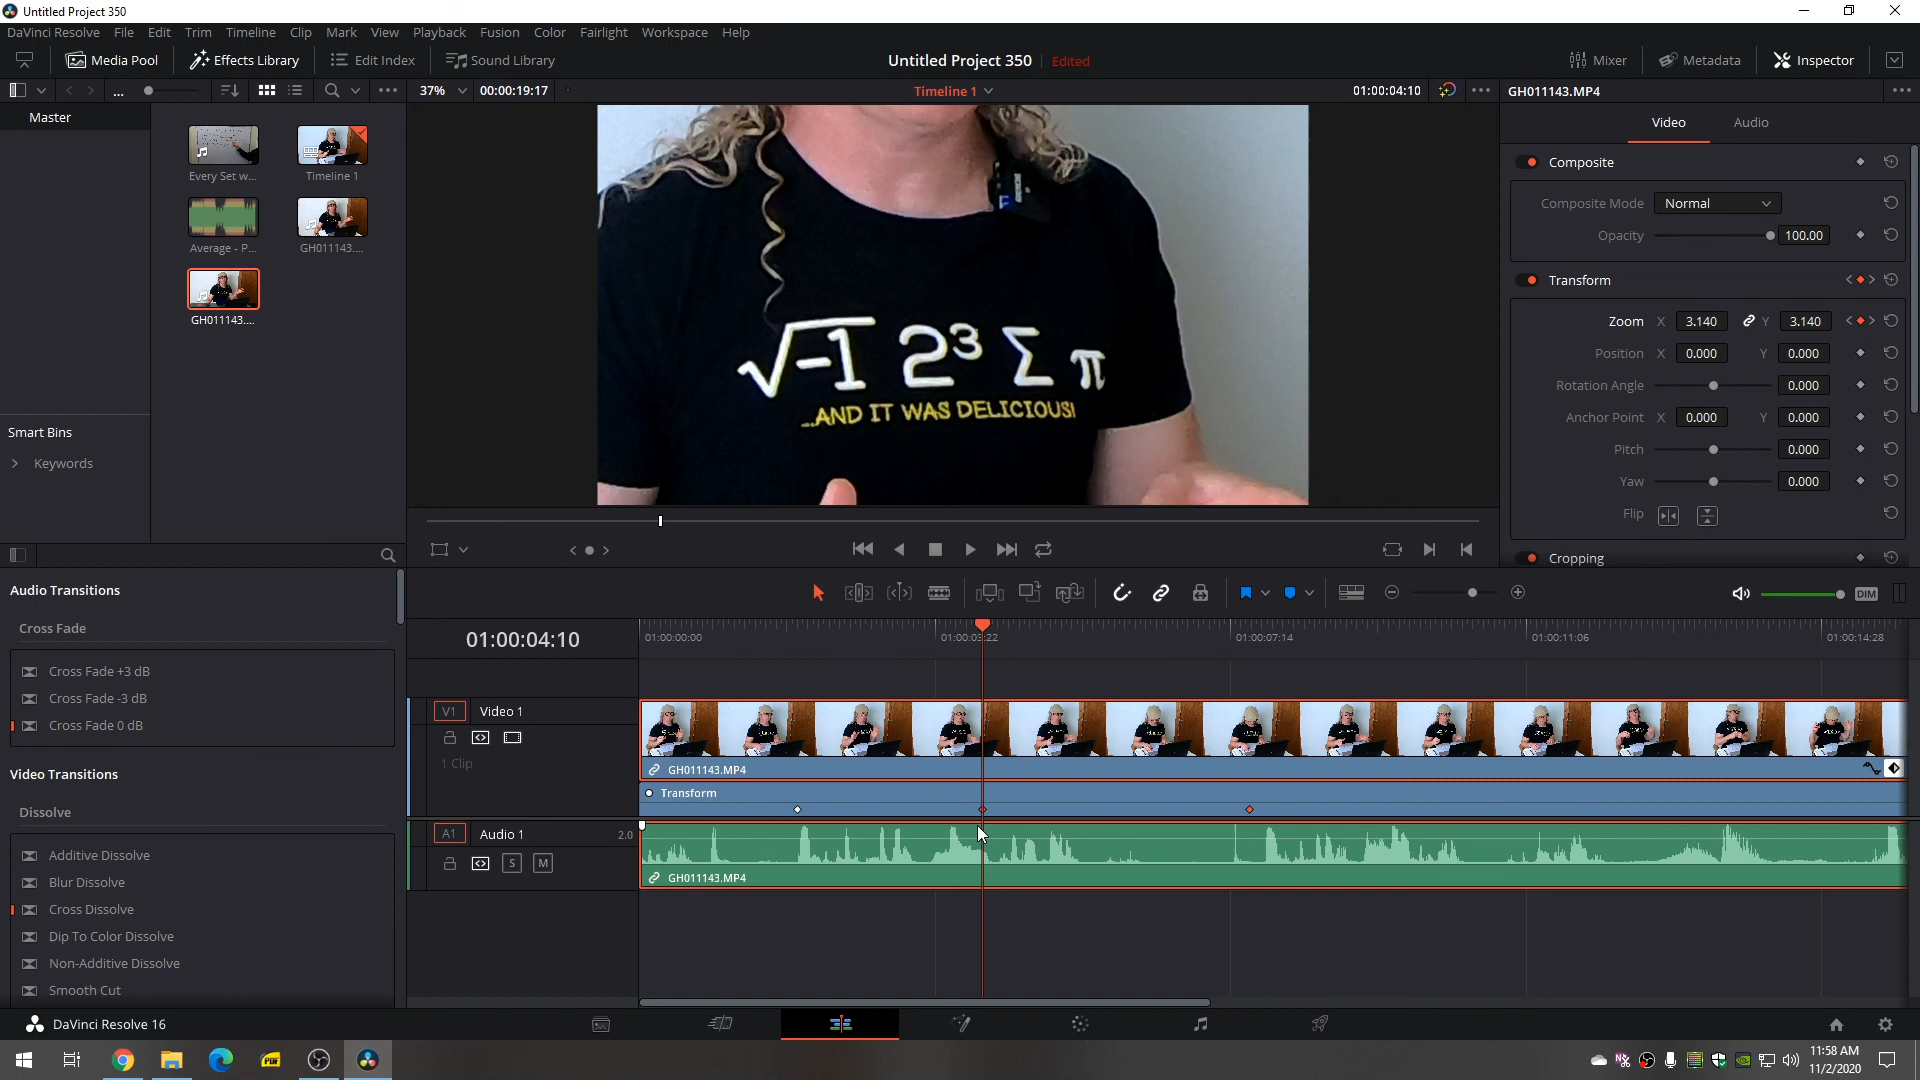 Untitled Project 350
DaVinci Resolve File Edit Trim Timeline Clip Mark View Playback Fusion Color Fairlight Workspace Help
Media Pool Effects Library Edit Index Sound Library Untitled Project 350 Edited Mixer Metadata Inspector
... 37% 00:00:19:17 Timeline 1 01:00:04:10 GH011143.MP4
Master
Video Audio
Every Set w... Timeline 1
Average - P... GH011143....
GH011143....
Composite
Composite Mode Normal
Opacity 100.00
Transform
Zoom X 3.140 Y 3.140
Position X 0.000 Y 0.000
Rotation Angle 0.000
Anchor Point X 0.000 Y 0.000
Pitch 0.000
Yaw 0.000
Flip
Cropping
√-1 2³ Σ π
...AND IT WAS DELICIOUS!
Smart Bins
Keywords
Audio Transitions
Cross Fade
Cross Fade +3 dB
Cross Fade -3 dB
Cross Fade 0 dB
Video Transitions
Dissolve
Additive Dissolve
Blur Dissolve
Cross Dissolve
Dip To Color Dissolve
Non-Additive Dissolve
Smooth Cut
DIM
01:00:04:10 01:00:00:00 01:00:03:22 01:00:07:14 01:00:11:06 01:00:14:28
V1 Video 1
1 Clip
GH011143.MP4
Transform
A1 Audio 1 2.0
S M
GH011143.MP4
DaVinci Resolve 16
PDF
11:58 AM
11/2/2020